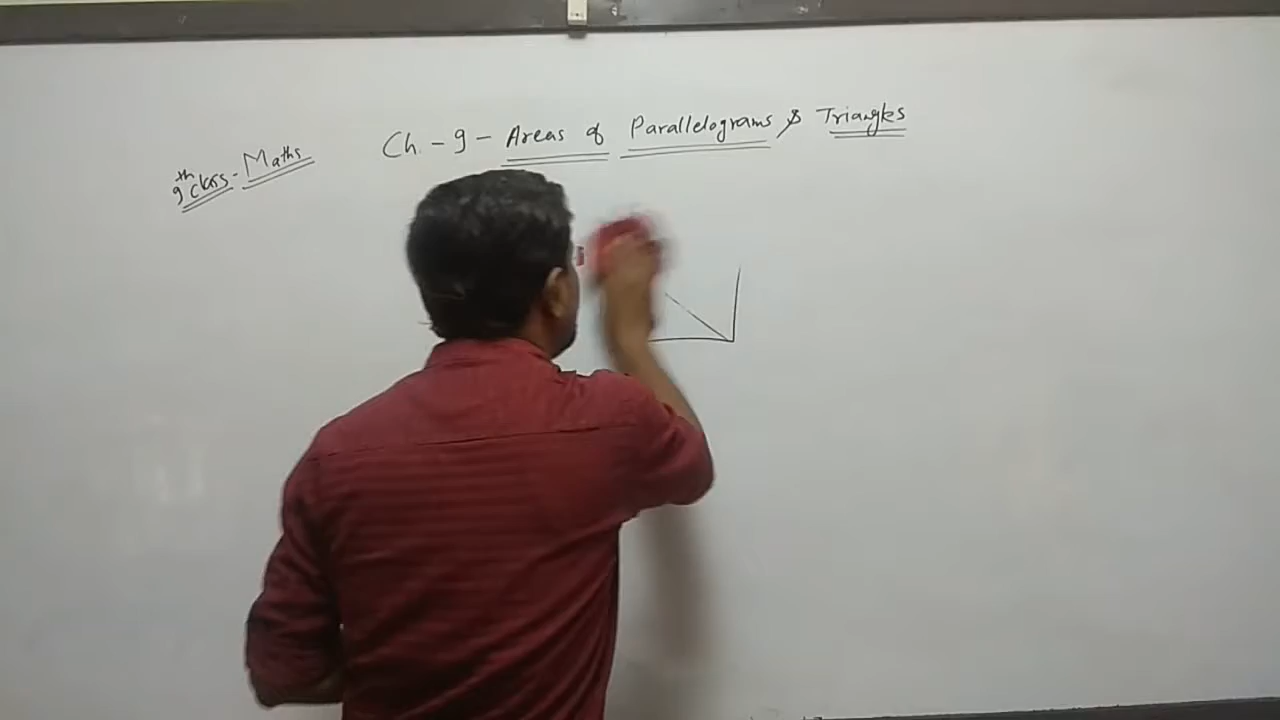 9th Class - Maths
Ch. - 9 - Areas of Parallelograms & Triangles